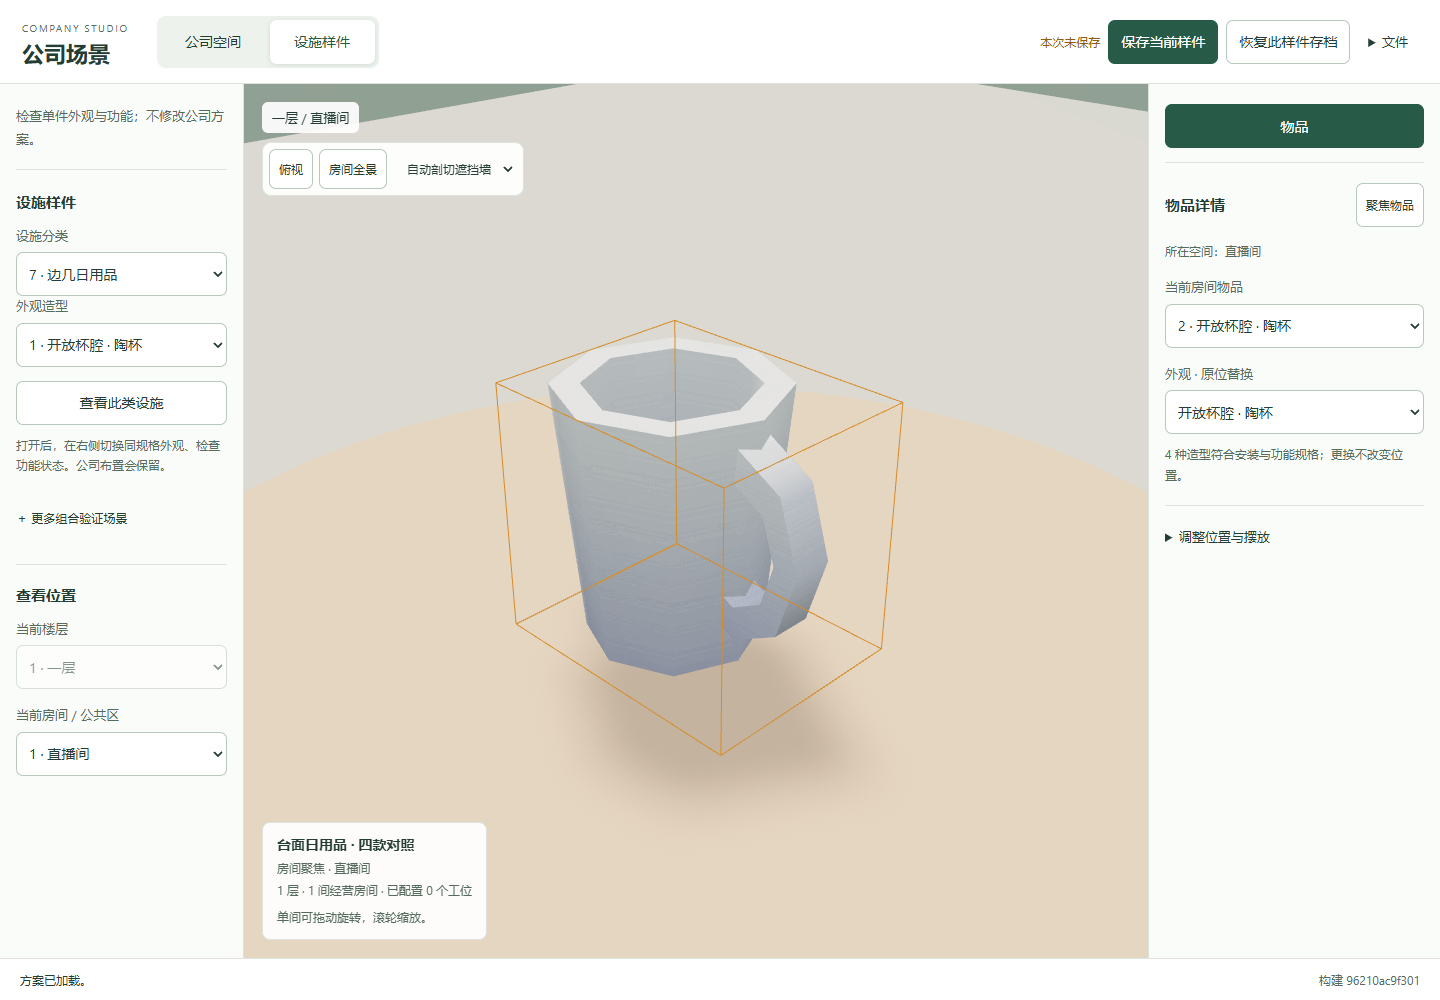 COMPANY STUDIO
公司场景
公司空间
设施样件
本次未保存
保存当前样件
恢复此样件存档
▶ 文件
检查单件外观与功能；不修改公司方
案。
设施样件
设施分类
7 · 边几日用品
外观造型
1 · 开放杯腔 · 陶杯
查看此类设施
打开后，在右侧切换同规格外观、检查
功能状态。公司布置会保留。
+ 更多组合验证场景
查看位置
当前楼层
1 · 一层
当前房间 / 公共区
1 · 直播间
一层 / 直播间
俯视
房间全景
自动剖切遮挡墙
台面日用品 · 四款对照
房间聚焦 · 直播间
1 层 · 1 间经营房间 · 已配置 0 个工位
单间可拖动旋转，滚轮缩放。
物品
物品详情
聚焦物品
所在空间：直播间
当前房间物品
2 · 开放杯腔 · 陶杯
外观 · 原位替换
开放杯腔 · 陶杯
4 种造型符合安装与功能规格；更换不改变位
置。
▶ 调整位置与摆放
方案已加载。
构建 96210ac9f301